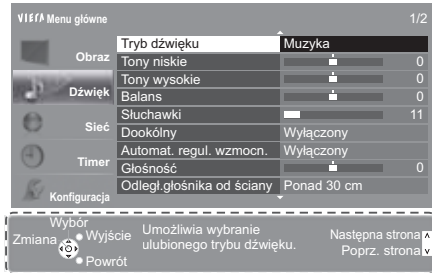 VIERA Menu główne 1/2
Obraz
Dźwięk
Sieć
Timer
Konfiguracja
Tryb dźwięku Muzyka
Tony niskie 0
Tony wysokie 0
Balans 0
Słuchawki 11
Dookólny Wyłączony
Automat. regul. wzmocn. Wyłączony
Głośność 0
Odległ.głośnika od ściany Ponad 30 cm
Wybór
Zmiana
Wyjście
Powrót
Umożliwia wybranie
ulubionego trybu dźwięku.
Następna strona
Poprz. strona